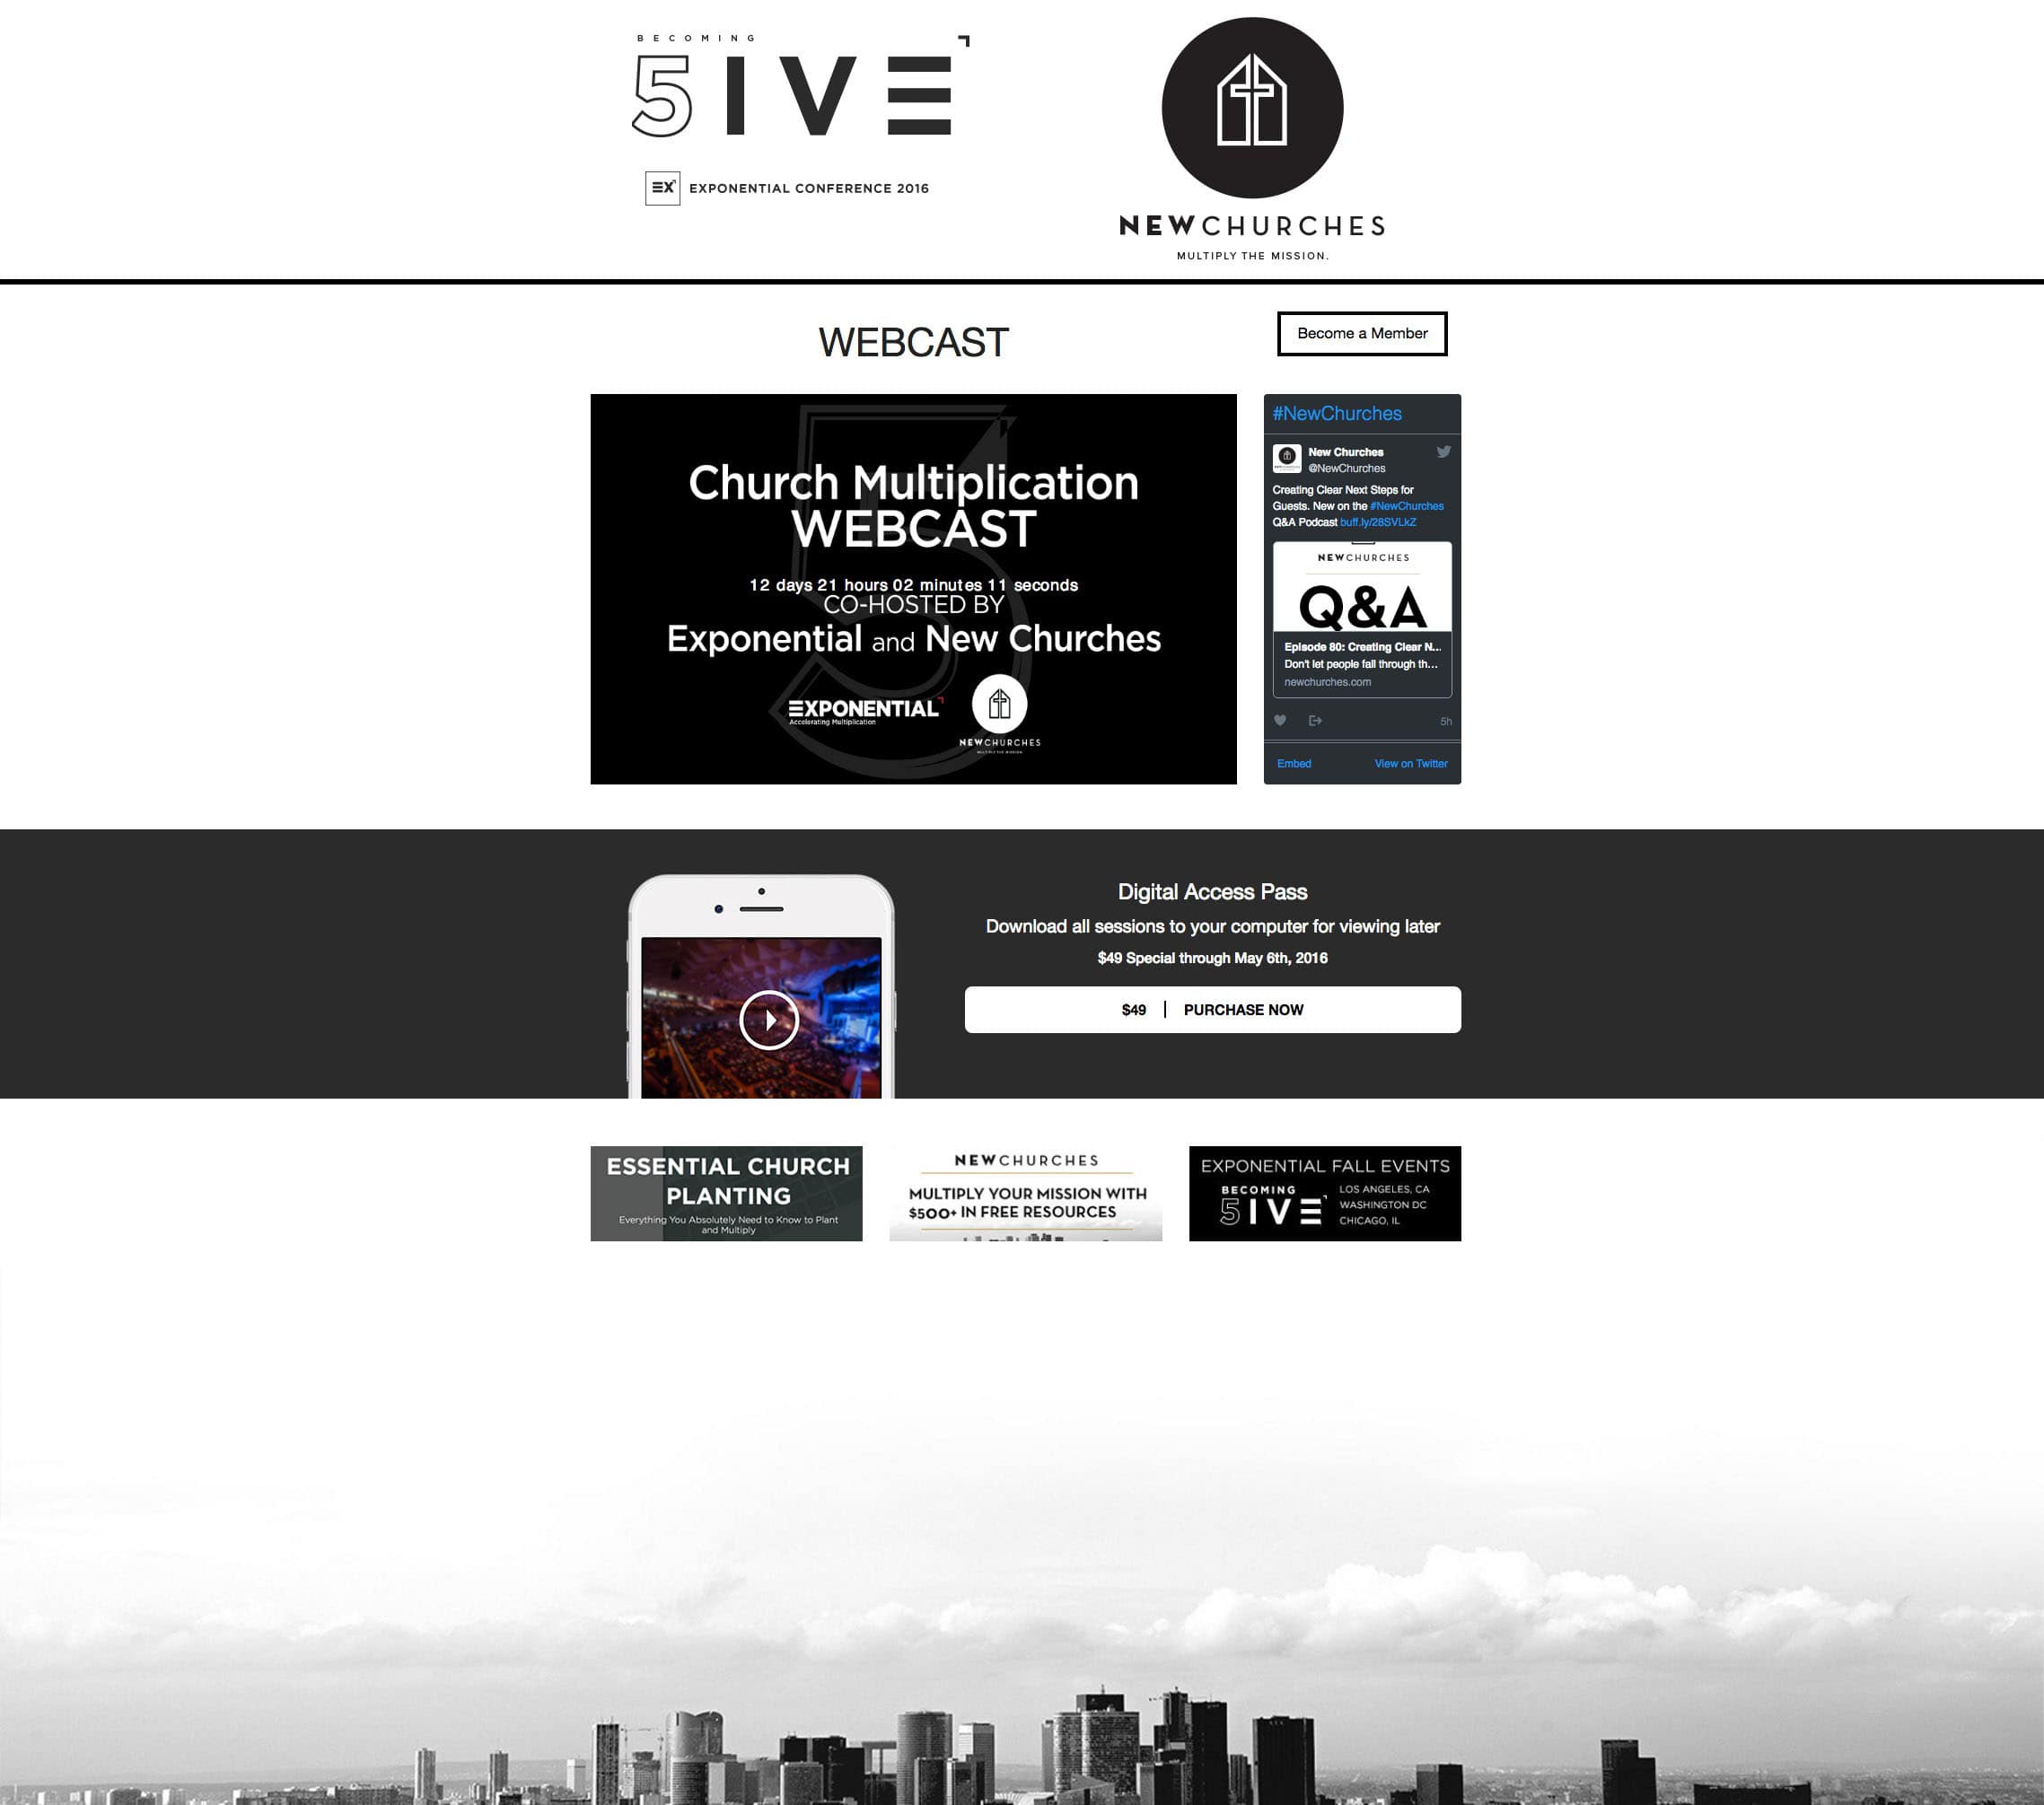 BECOMING
5IVE
EX EXPONENTIAL CONFERENCE 2016
NEWCHURCHES
MULTIPLY THE MISSION.
WEBCAST
Become a Member
Church Multiplication
WEBCAST
12 days 21 hours 02 minutes 11 seconds
CO-HOSTED BY
Exponential and New Churches
EXPONENTIAL
Accelerating Multiplication
NEWCHURCHES
MULTIPLY THE MISSION
#NewChurches
New Churches
@NewChurches
Creating Clear Next Steps for
Guests. New on the #NewChurches
Q&A Podcast buff.ly/28SVLkZ
NEWCHURCHES
Q&A
Episode 80: Creating Clear N...
Don't let people fall through th...
newchurches.com
5h
Embed
View on Twitter
Digital Access Pass
Download all sessions to your computer for viewing later
$49 Special through May 6th, 2016
$49 | PURCHASE NOW
ESSENTIAL CHURCH
PLANTING
Everything You Absolutely Need to Know to Plant
and Multiply
NEWCHURCHES
MULTIPLY YOUR MISSION WITH
$500+ IN FREE RESOURCES
EXPONENTIAL FALL EVENTS
BECOMING
5IVE
LOS ANGELES, CA
WASHINGTON DC
CHICAGO, IL